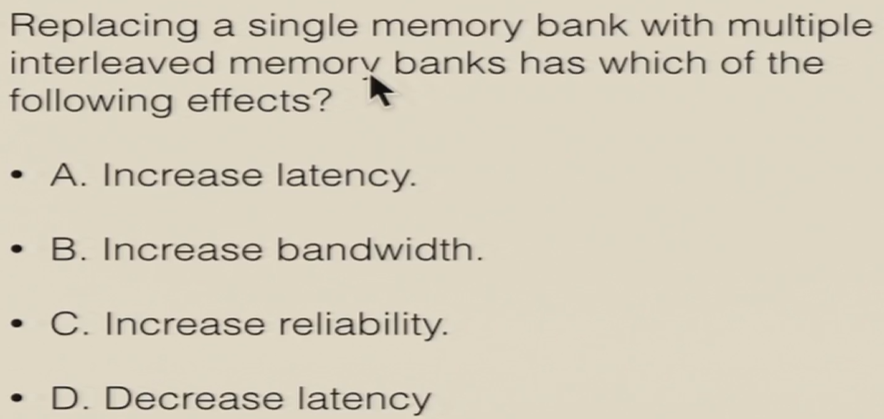 Replacing a single memory bank with multiple
interleaved memory banks has which of the
following effects?
• A. Increase latency.
• B. Increase bandwidth.
• C. Increase reliability.
• D. Decrease latency